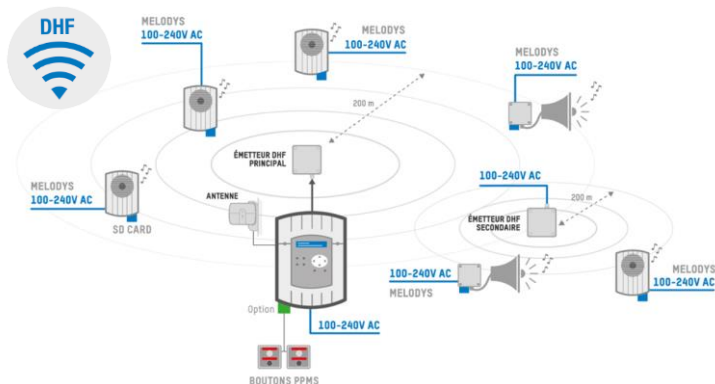 DHF
MELODYS
100-240V AC
MELODYS
100-240V AC
MELODYS
100-240V AC
200 m
ÉMETTEUR DHF
PRINCIPAL
MELODYS
100-240V AC
SD CARD
ANTENNE
100-240V AC
200 m
ÉMETTEUR DHF
SECONDAIRE
100-240V AC
MELODYS
MELODYS
100-240V AC
Option
100-240V AC
BOUTONS PPMS